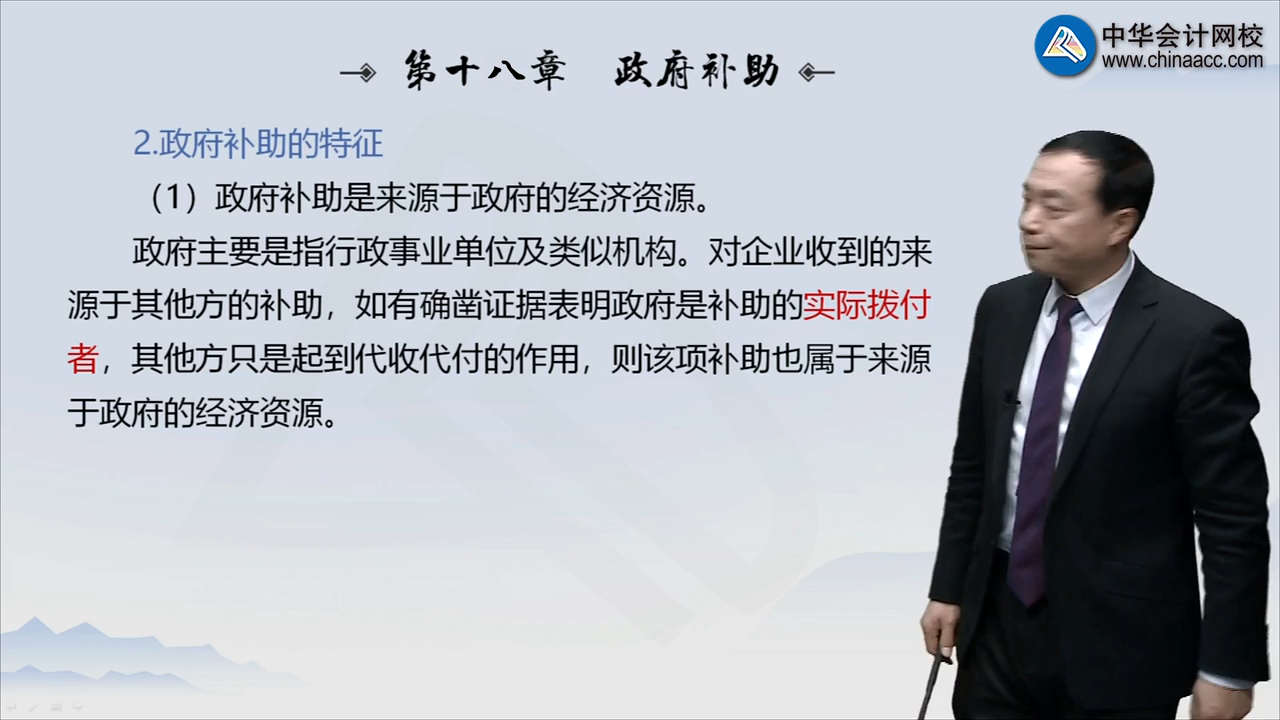 中华会计网校
www.chinaacc.com
第十八章 政府补助
2.政府补助的特征
（1）政府补助是来源于政府的经济资源。
政府主要是指行政事业单位及类似机构。对企业收到的来
源于其他方的补助，如有确凿证据表明政府是补助的实际拨付
者，其他方只是起到代收代付的作用，则该项补助也属于来源
于政府的经济资源。